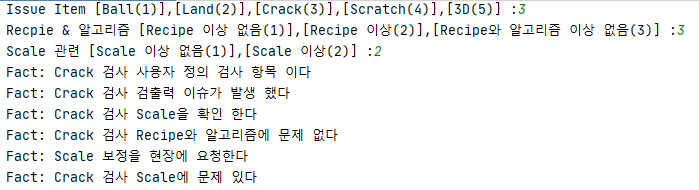 Issue Item [Ball(1)],[Land(2)],[Crack(3)],[Scratch(4)],[3D(5)] :3
Recpie & 알고리즘 [Recipe 이상 없음(1)],[Recipe 이상(2)],[Recipe와 알고리즘 이상 없음(3)] :3
Scale 관련 [Scale 이상 없음(1)],[Scale 이상(2)] :2
Fact: Crack 검사 사용자 정의 검사 항목 이다
Fact: Crack 검사 검출력 이슈가 발생 했다
Fact: Crack 검사 Scale을 확인 한다
Fact: Crack 검사 Recipe와 알고리즘에 문제 없다
Fact: Scale 보정을 현장에 요청한다
Fact: Crack 검사 Scale에 문제 있다